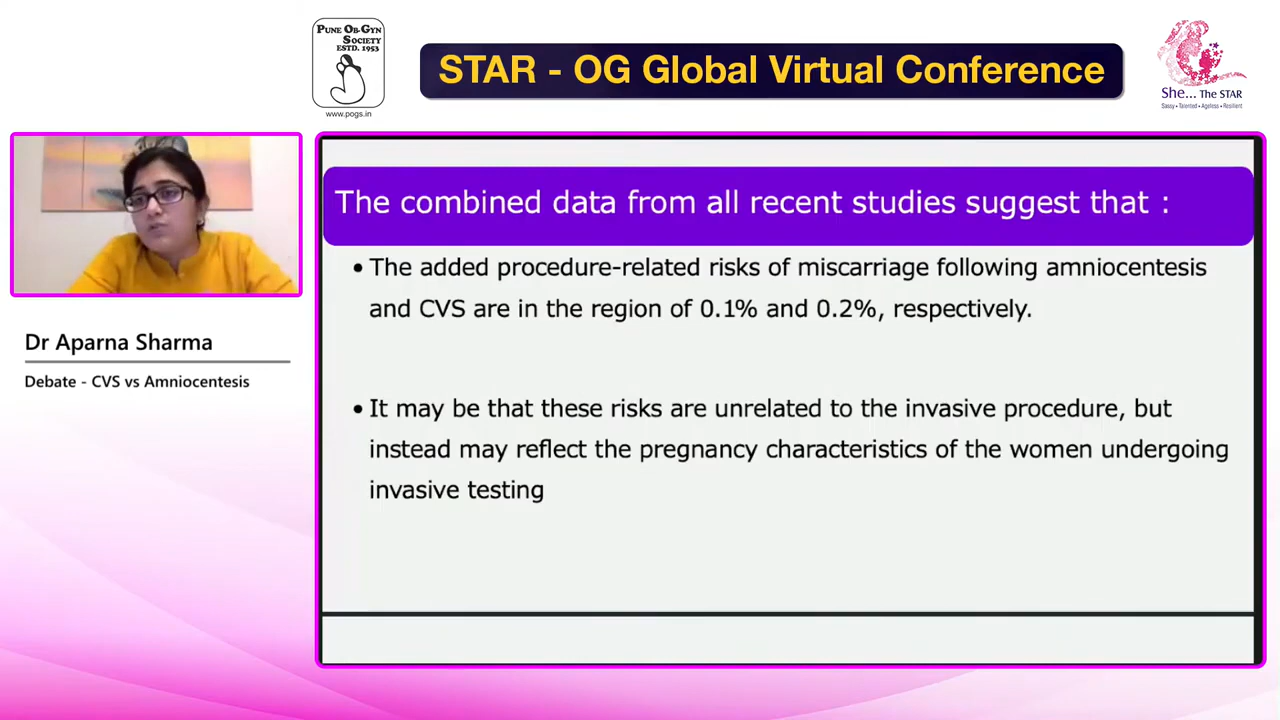 PUNE OB-GYN
SOCIETY
ESTD. 1953
www.pogs.in
STAR - OG Global Virtual Conference
She... The STAR
Sassy • Talented • Ageless • Resilient
Dr Aparna Sharma
Debate - CVS vs Amniocentesis
The combined data from all recent studies suggest that :
• The added procedure-related risks of miscarriage following amniocentesis
and CVS are in the region of 0.1% and 0.2%, respectively.
• It may be that these risks are unrelated to the invasive procedure, but
instead may reflect the pregnancy characteristics of the women undergoing
invasive testing